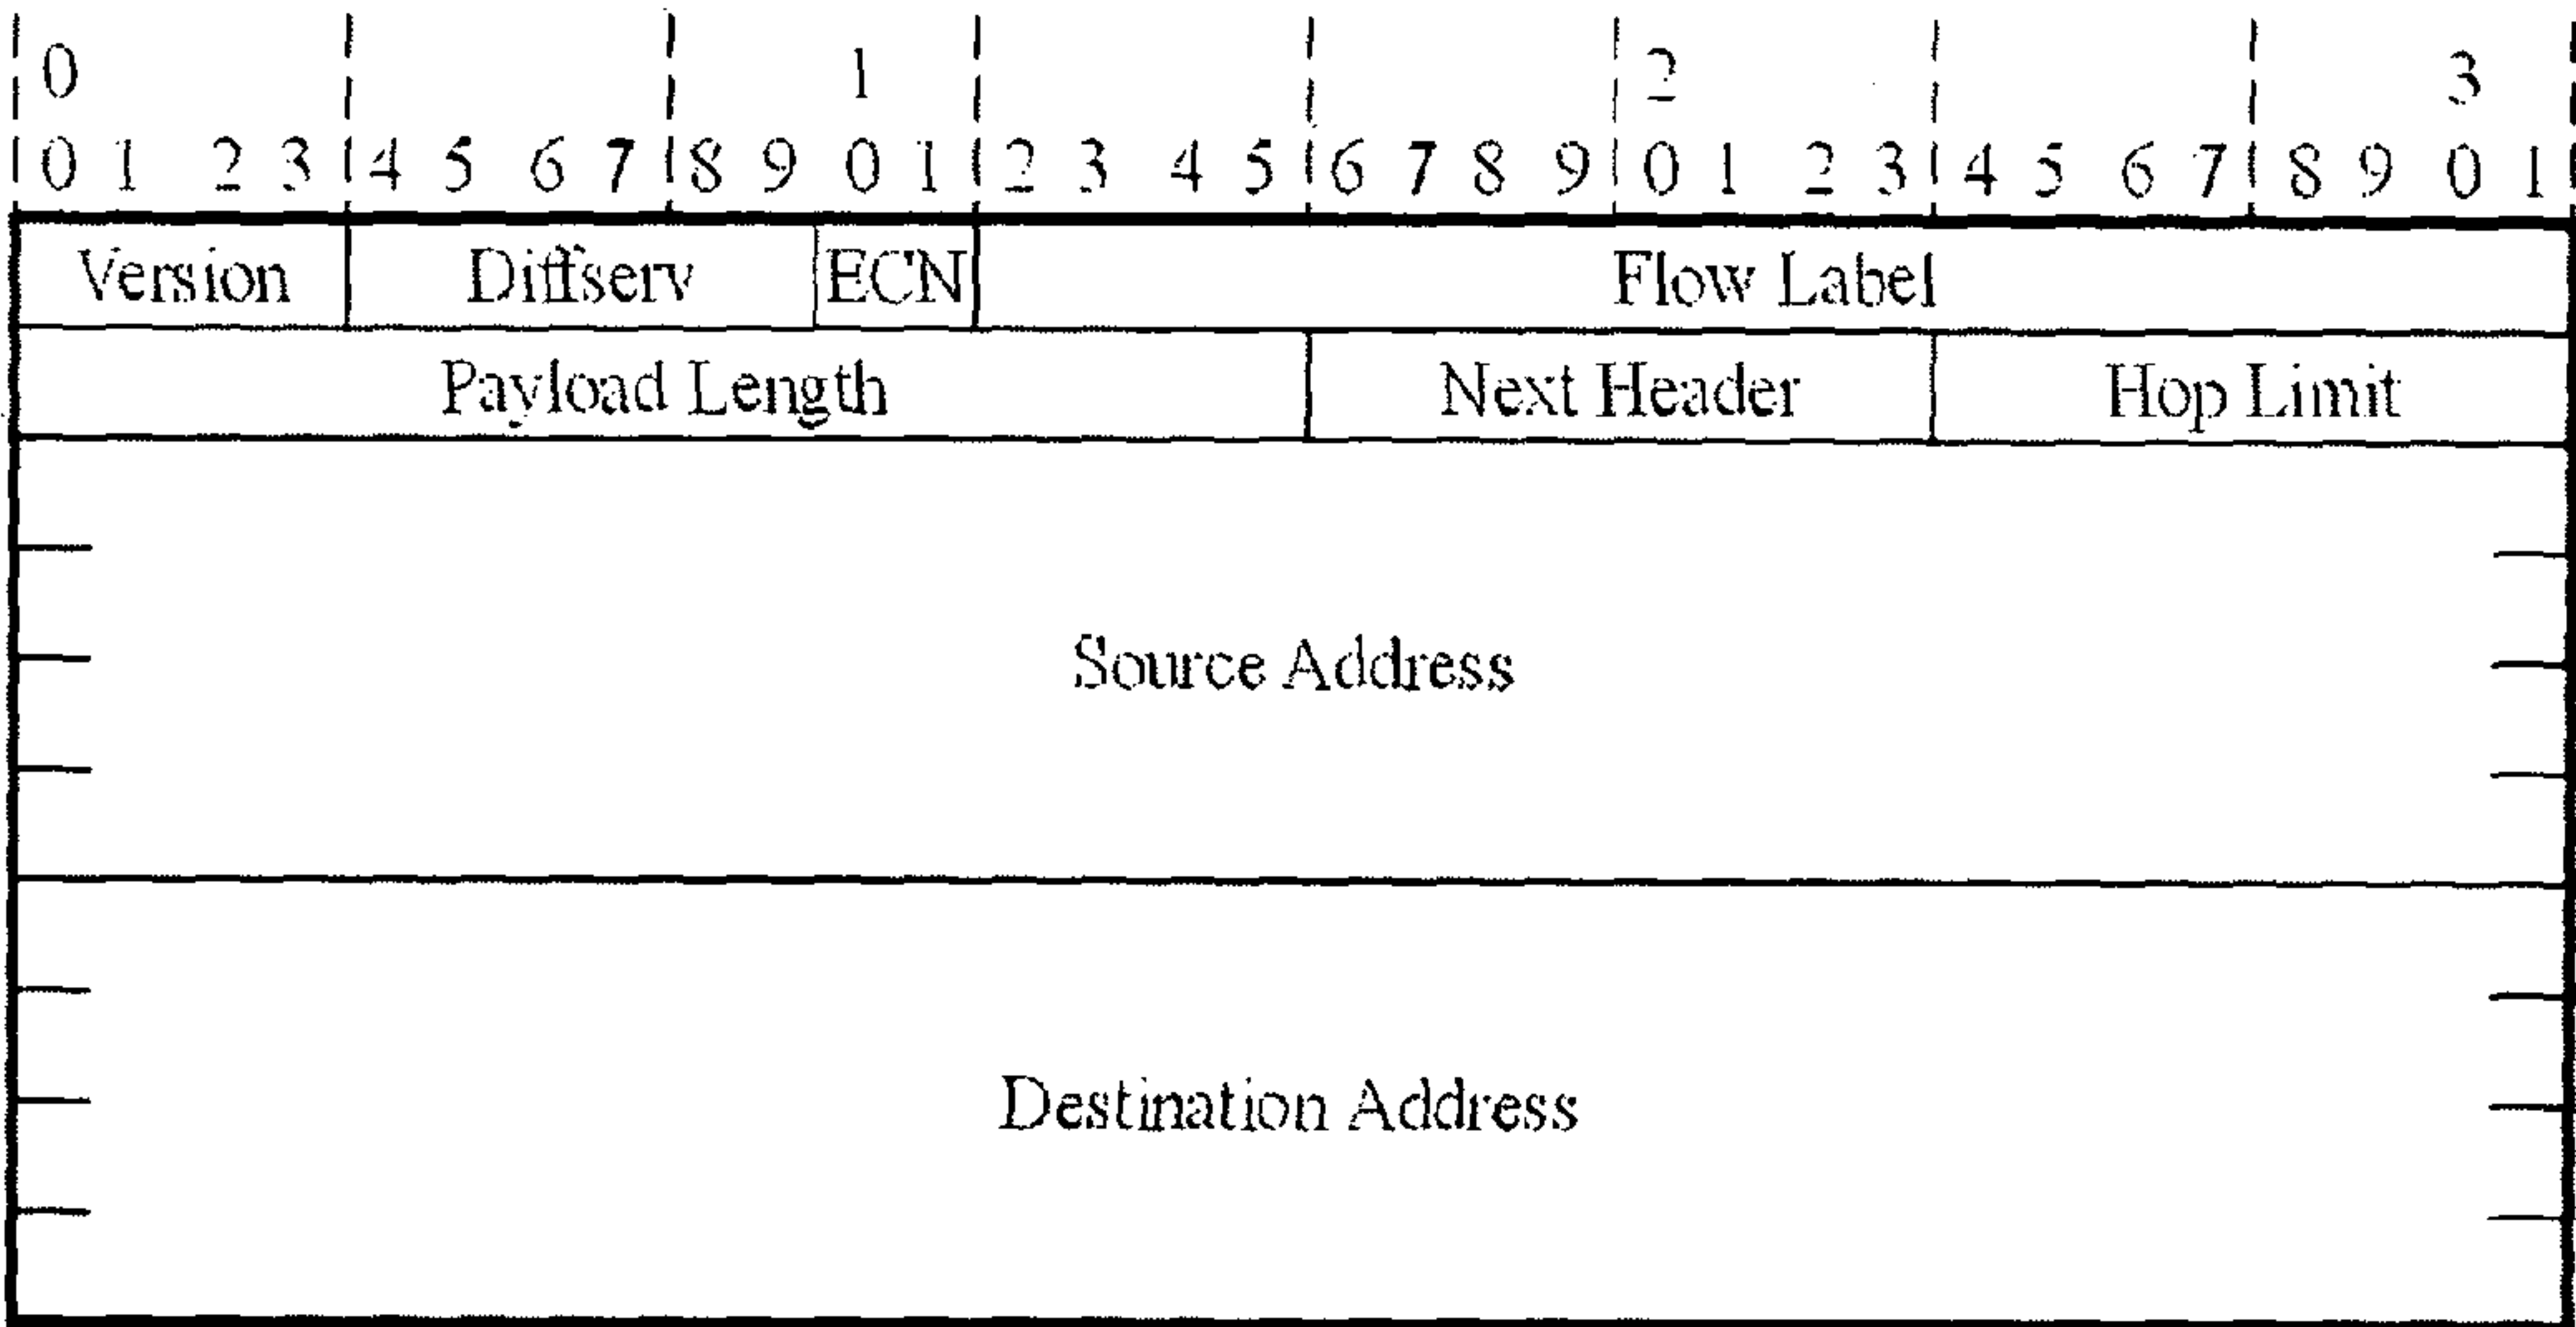 0 1 2 3
0 1 2 3 4 5 6 7 8 9 0 1 2 3 4 5 6 7 8 9 0 1 2 3 4 5 6 7 8 9 0 1
Version Diffserv ECN Flow Label
Payload Length Next Header Hop Limit
Source Address
Destination Address